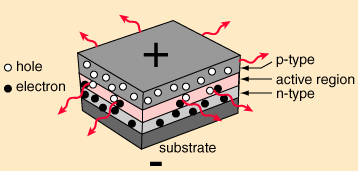 +
p-type
hole
active region
electron
n-type
substrate
-